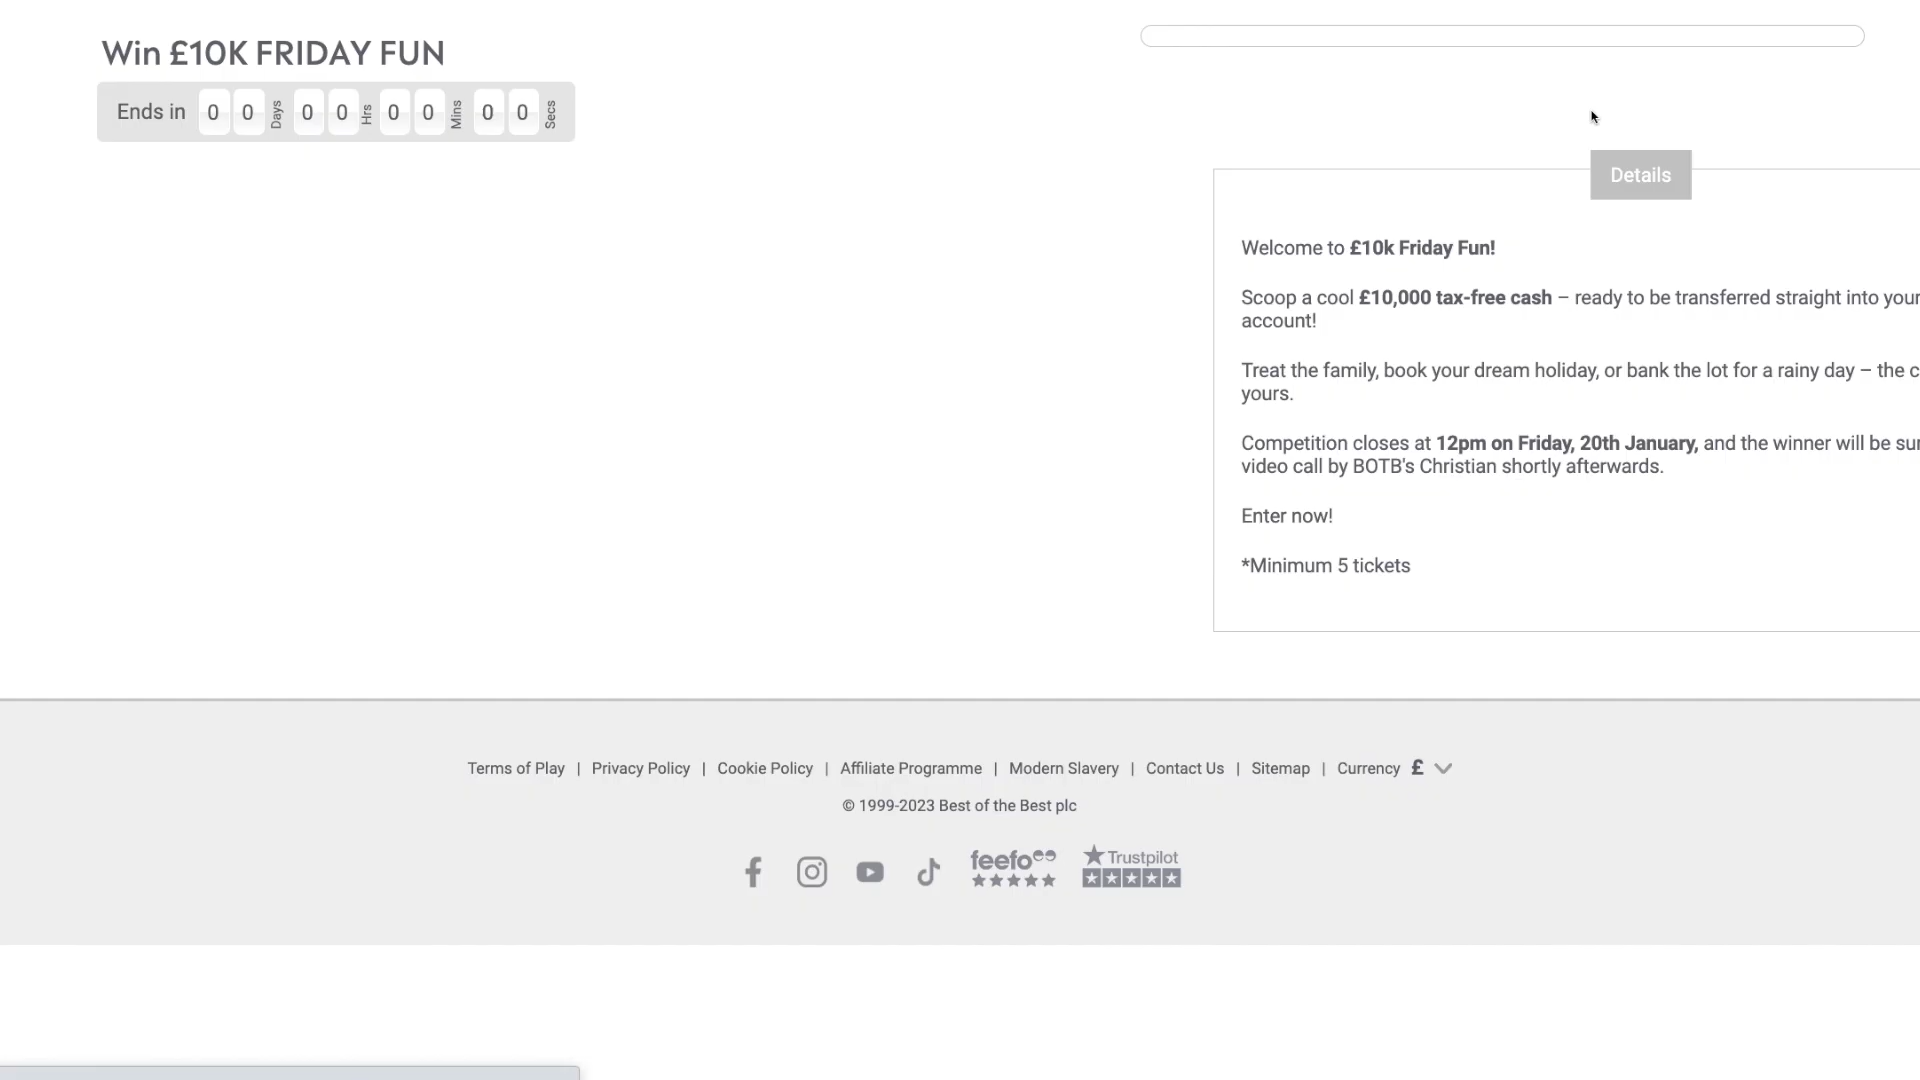 Win £10K FRIDAY FUN
Ends in 0 0 Days 0 0 Hrs 0 0 Mins 0 0 Secs
Details
Welcome to £10k Friday Fun!
Scoop a cool £10,000 tax-free cash – ready to be transferred straight into your
account!
Treat the family, book your dream holiday, or bank the lot for a rainy day – the c
yours.
Competition closes at 12pm on Friday, 20th January, and the winner will be sur
video call by BOTB's Christian shortly afterwards.
Enter now!
*Minimum 5 tickets
Terms of Play | Privacy Policy | Cookie Policy | Affiliate Programme | Modern Slavery | Contact Us | Sitemap | Currency £
© 1999-2023 Best of the Best plc
feefo Trustpilot